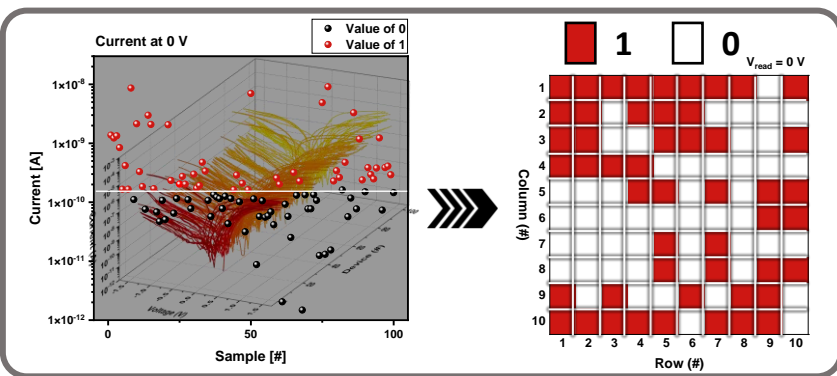 Current at 0 V
Value of 0
Value of 1
1×10⁻⁸
1×10⁻⁹
1×10⁻¹⁰
1×10⁻¹¹
1×10⁻¹²
Current [A]
0
50
100
Sample [#]
Voltage (V)
Device (#)
1
0
V_read = 0 V
1
2
3
4
5
6
7
8
9
10
Column (#)
1 2 3 4 5 6 7 8 9 10
Row (#)